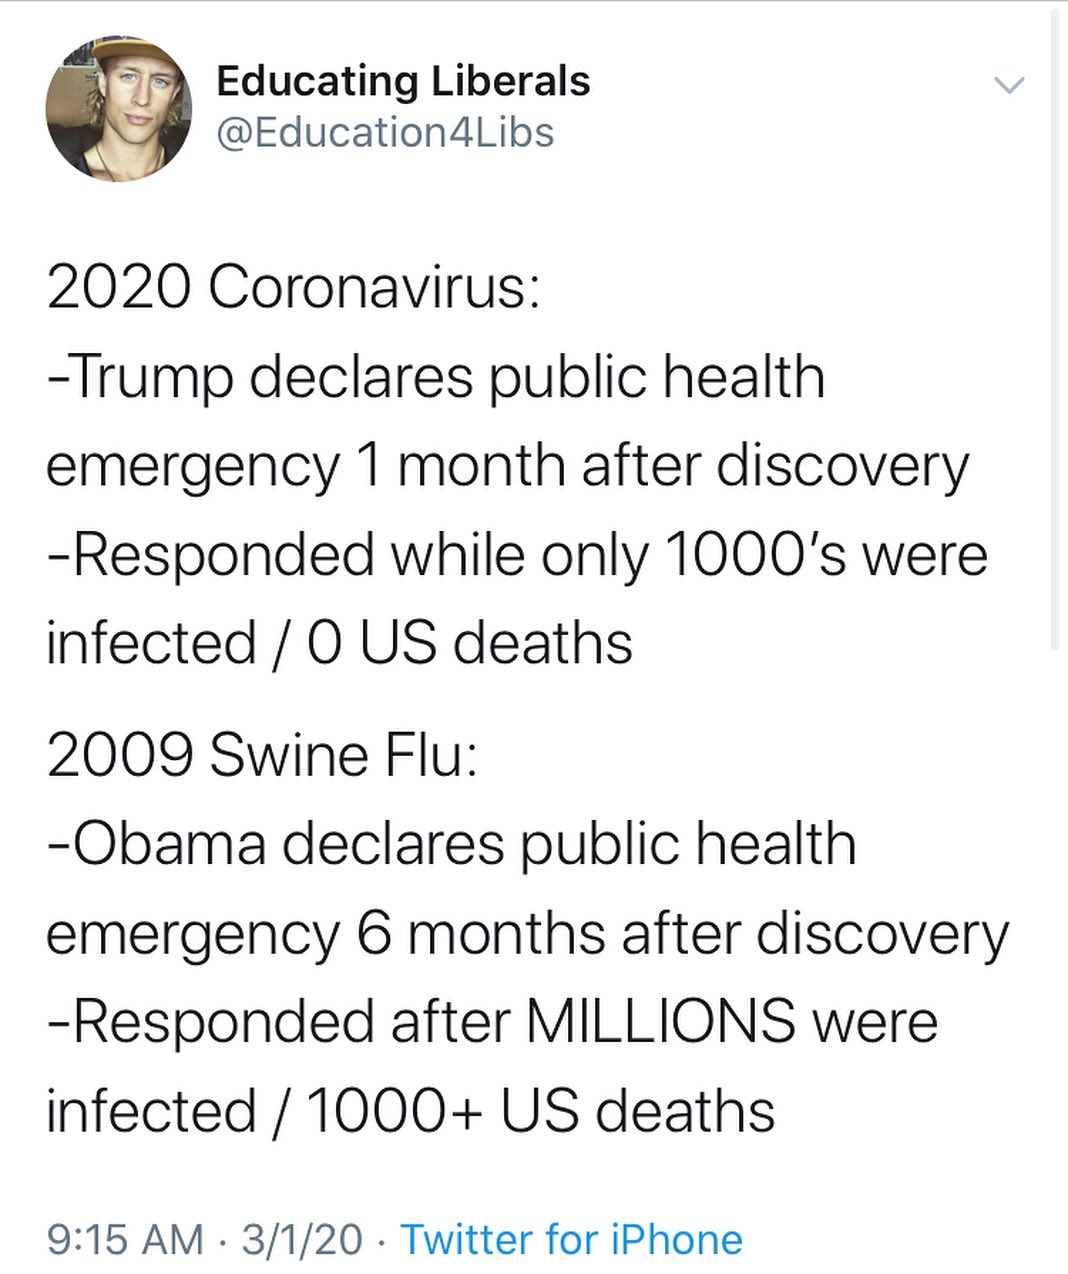 Educating Liberals
@Education4Libs
2020 Coronavirus:
-Trump declares public health
emergency 1 month after discovery
-Responded while only 1000’s were
infected / 0 US deaths
2009 Swine Flu:
-Obama declares public health
emergency 6 months after discovery
-Responded after MILLIONS were
infected / 1000+ US deaths
9:15 AM · 3/1/20 · Twitter for iPhone